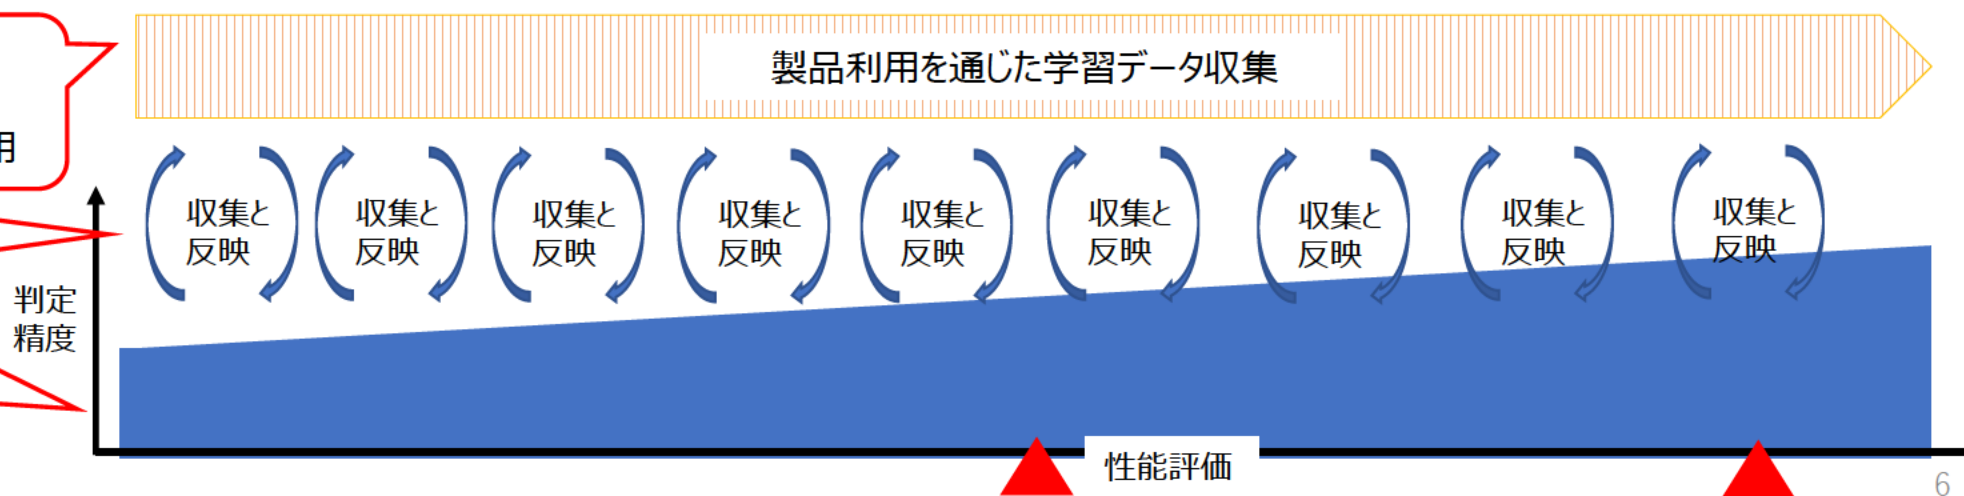 製品利用を通じた学習データ収集
用
収集と
反映
収集と
反映
収集と
反映
収集と
反映
収集と
反映
収集と
反映
収集と
反映
収集と
反映
収集と
反映
判定
精度
性能評価
6